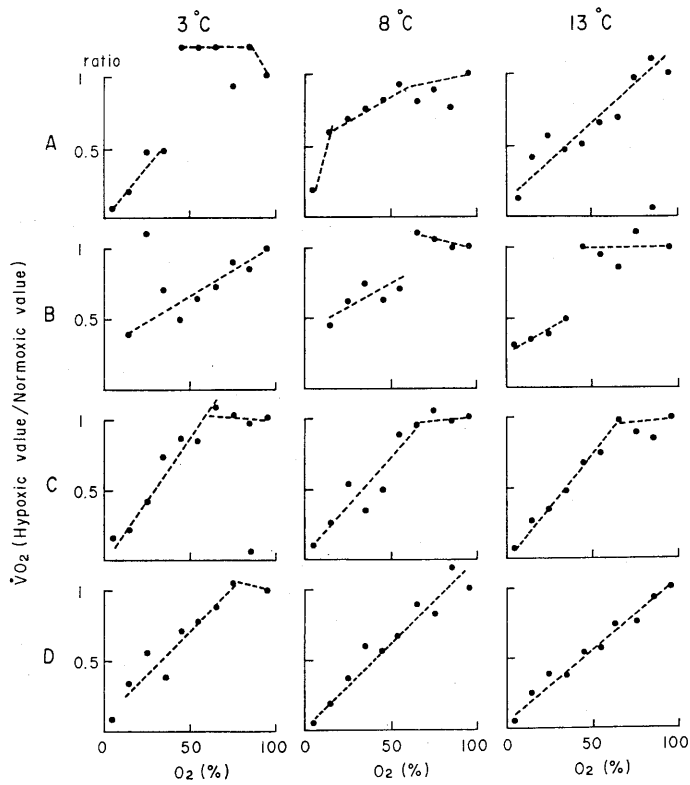 3 °C 8 °C 13 °C
ratio
A
1
0.5
B
1
0.5
C
1
0.5
D
1
0.5
V̇O2 (Hypoxic value/Normoxic value)
0 50 100 0 50 100 0 50 100
O2 (%) O2 (%) O2 (%)